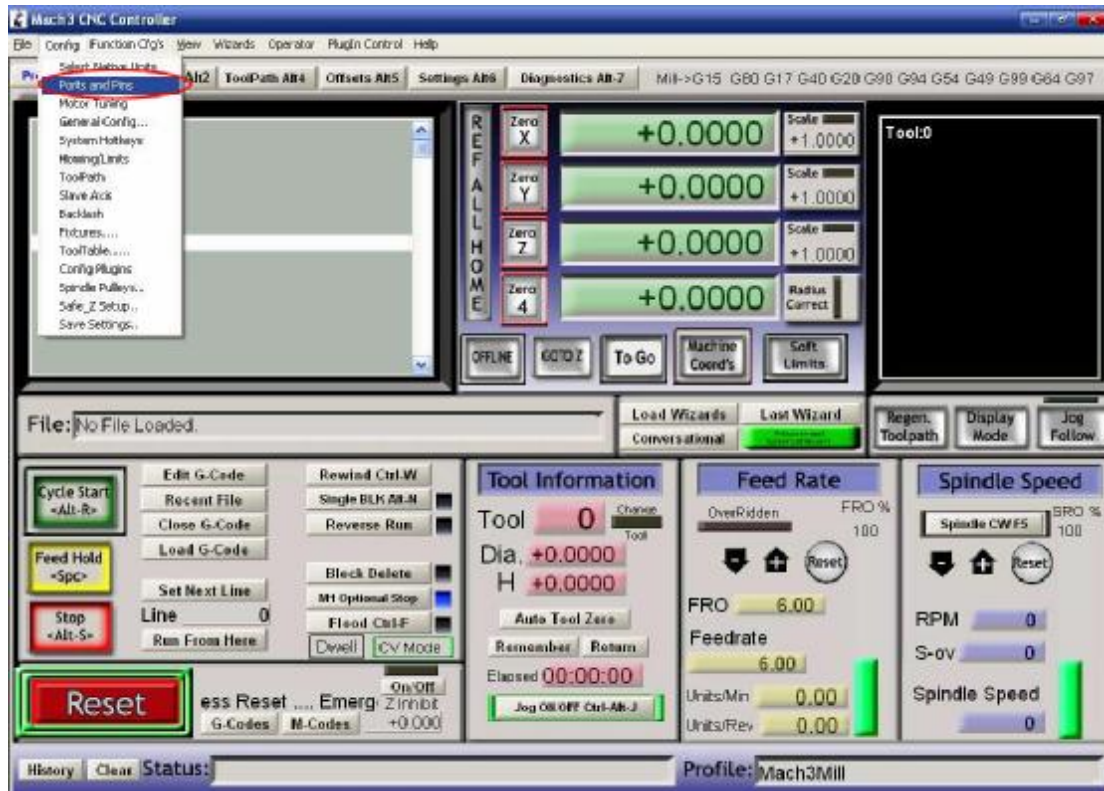 Mach3 CNC Controller
File Config Function Cfg's View Wizards Operator PlugIn Control Help
Alt2 ToolPath Alt4 Offsets Alt5 Settings Alt6 Diagnostics Alt-7 Mill->G15 G80 G17 G40 G20 G90 G94 G54 G49 G99 G64 G97
Select Native Units
Ports and Pins
Motor Tuning
General Config...
System Hotkeys
Homing/Limits
ToolPath
Slave Axis
Backlash
Fixtures....
ToolTable.....
Config Plugins
Spindle Pulleys...
Safe_Z Setup..
Save Settings..
REF ALL HOME
Zero X +0.0000 Scale +1.0000
Zero Y +0.0000 Scale +1.0000
Zero Z +0.0000 Scale +1.0000
Zero 4 +0.0000 Radius Correct
OFFLINE GOTO Z To Go Machine Coord's Soft Limits
Tool:0
File: No File Loaded.
Load Wizards Last Wizard
Conversational
Regen. Toolpath Display Mode Jog Follow
Cycle Start <Alt-R>
Feed Hold <Spc>
Stop <Alt-S>
Edit G-Code
Recent File
Close G-Code
Load G-Code
Set Next Line
Line 0
Run From Here
Rewind Ctrl-W
Single BLK Alt-N
Reverse Run
Block Delete
M1 Optional Stop
Flood Ctrl-F
Dwell CV Mode
Reset
ess Reset .... Emerg
G-Codes M-Codes
On/Off
Z Inhibit
+0.000
Tool Information
Tool 0 Change Tool
Dia. +0.0000
H +0.0000
Auto Tool Zero
Remember Return
Elapsed 00:00:00
Jog ON/OFF Ctrl-Alt-J
Feed Rate
OverRidden FRO % 100
Reset
FRO 6.00
Feedrate
6.00
Units/Min 0.00
Units/Rev 0.00
Spindle Speed
Spindle CW F5 SRO % 100
Reset
RPM 0
S-ov 0
Spindle Speed
0
History Clear Status: Profile: Mach3Mill